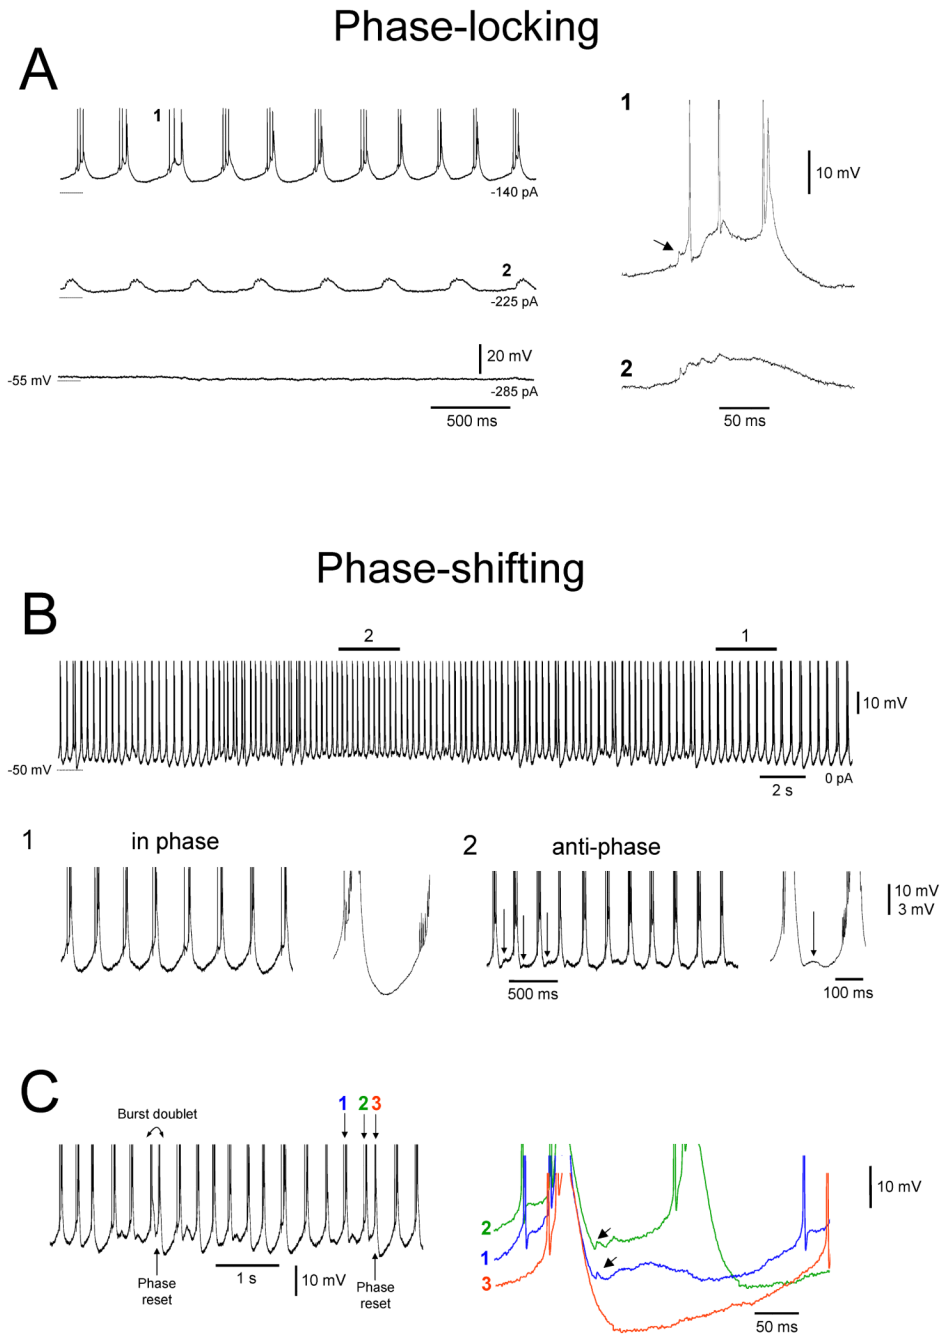 Phase-locking
A
1
-140 pA
2
-225 pA
20 mV
-55 mV
-285 pA
500 ms
1
10 mV
2
50 ms
Phase-shifting
B
2
1
10 mV
-50 mV
0 pA
2 s
1
in phase
2
anti-phase
10 mV
3 mV
500 ms
100 ms
C
Burst doublet
1
2
3
Phase
reset
1 s
10 mV
Phase
reset
2
1
3
10 mV
50 ms